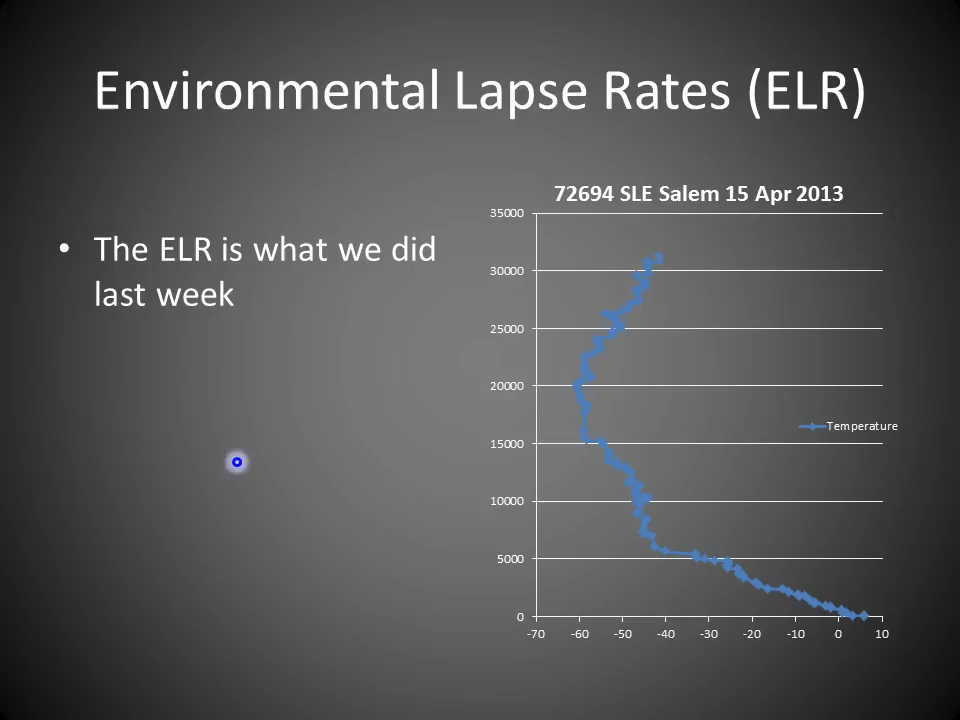 Environmental Lapse Rates (ELR)
• The ELR is what we did
last week
72694 SLE Salem 15 Apr 2013
35000
30000
25000
20000
15000
10000
5000
0
-70 -60 -50 -40 -30 -20 -10 0 10
Temperature